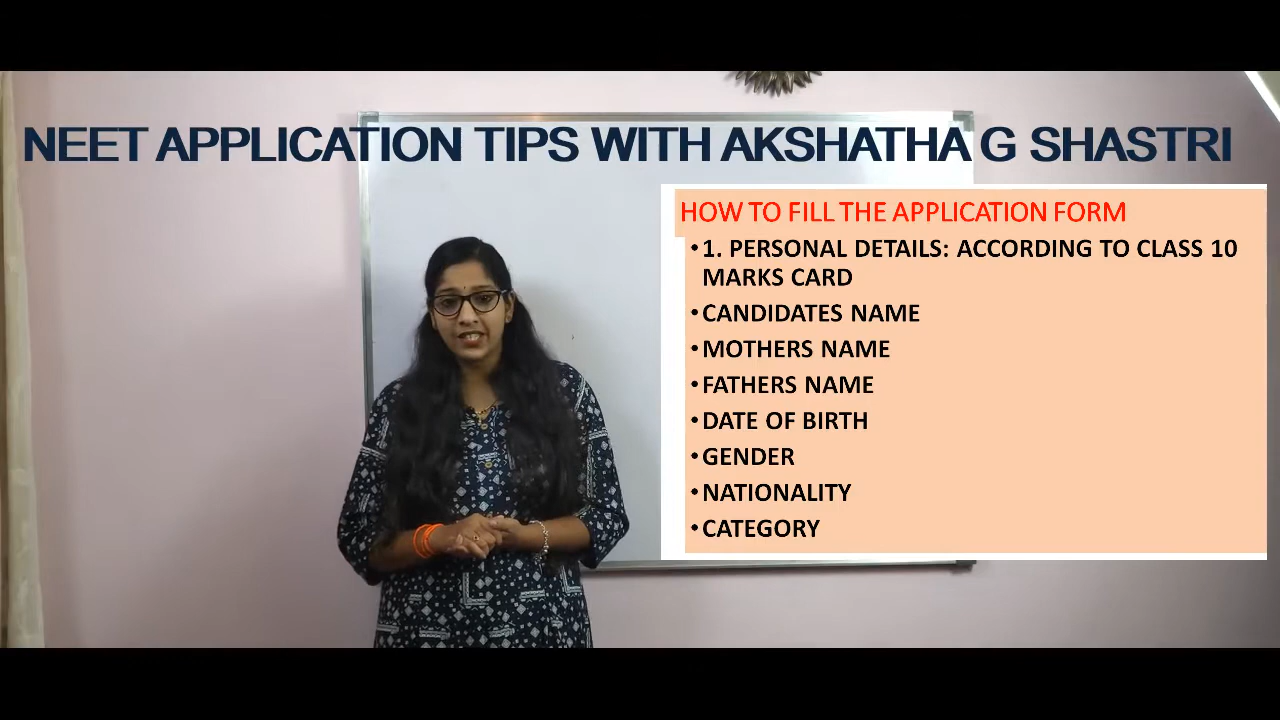 NEET APPLICATION TIPS WITH AKSHATHA G SHASTRI
HOW TO FILL THE APPLICATION FORM
•1. PERSONAL DETAILS: ACCORDING TO CLASS 10
MARKS CARD
•CANDIDATES NAME
•MOTHERS NAME
•FATHERS NAME
•DATE OF BIRTH
•GENDER
•NATIONALITY
•CATEGORY